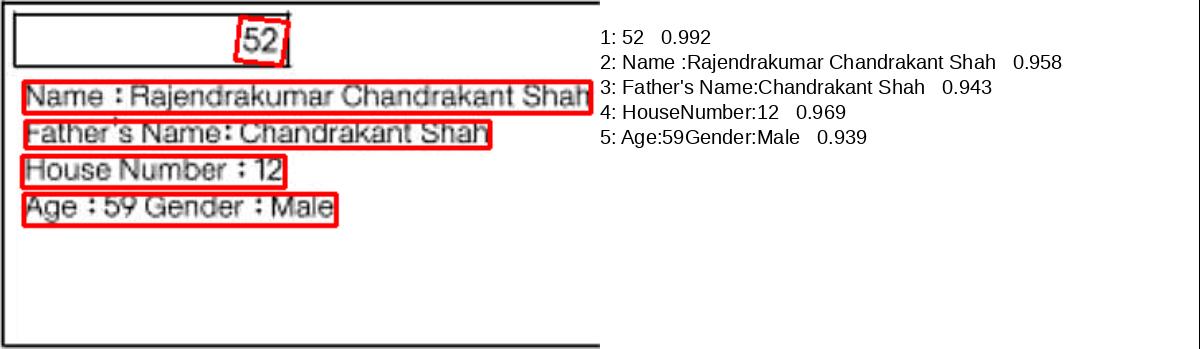 52
Name : Rajendrakumar Chandrakant Shah
Father's Name: Chandrakant Shah
House Number : 12
Age : 59 Gender : Male
1: 52 0.992
2: Name :Rajendrakumar Chandrakant Shah 0.958
3: Father's Name:Chandrakant Shah 0.943
4: HouseNumber:12 0.969
5: Age:59Gender:Male 0.939